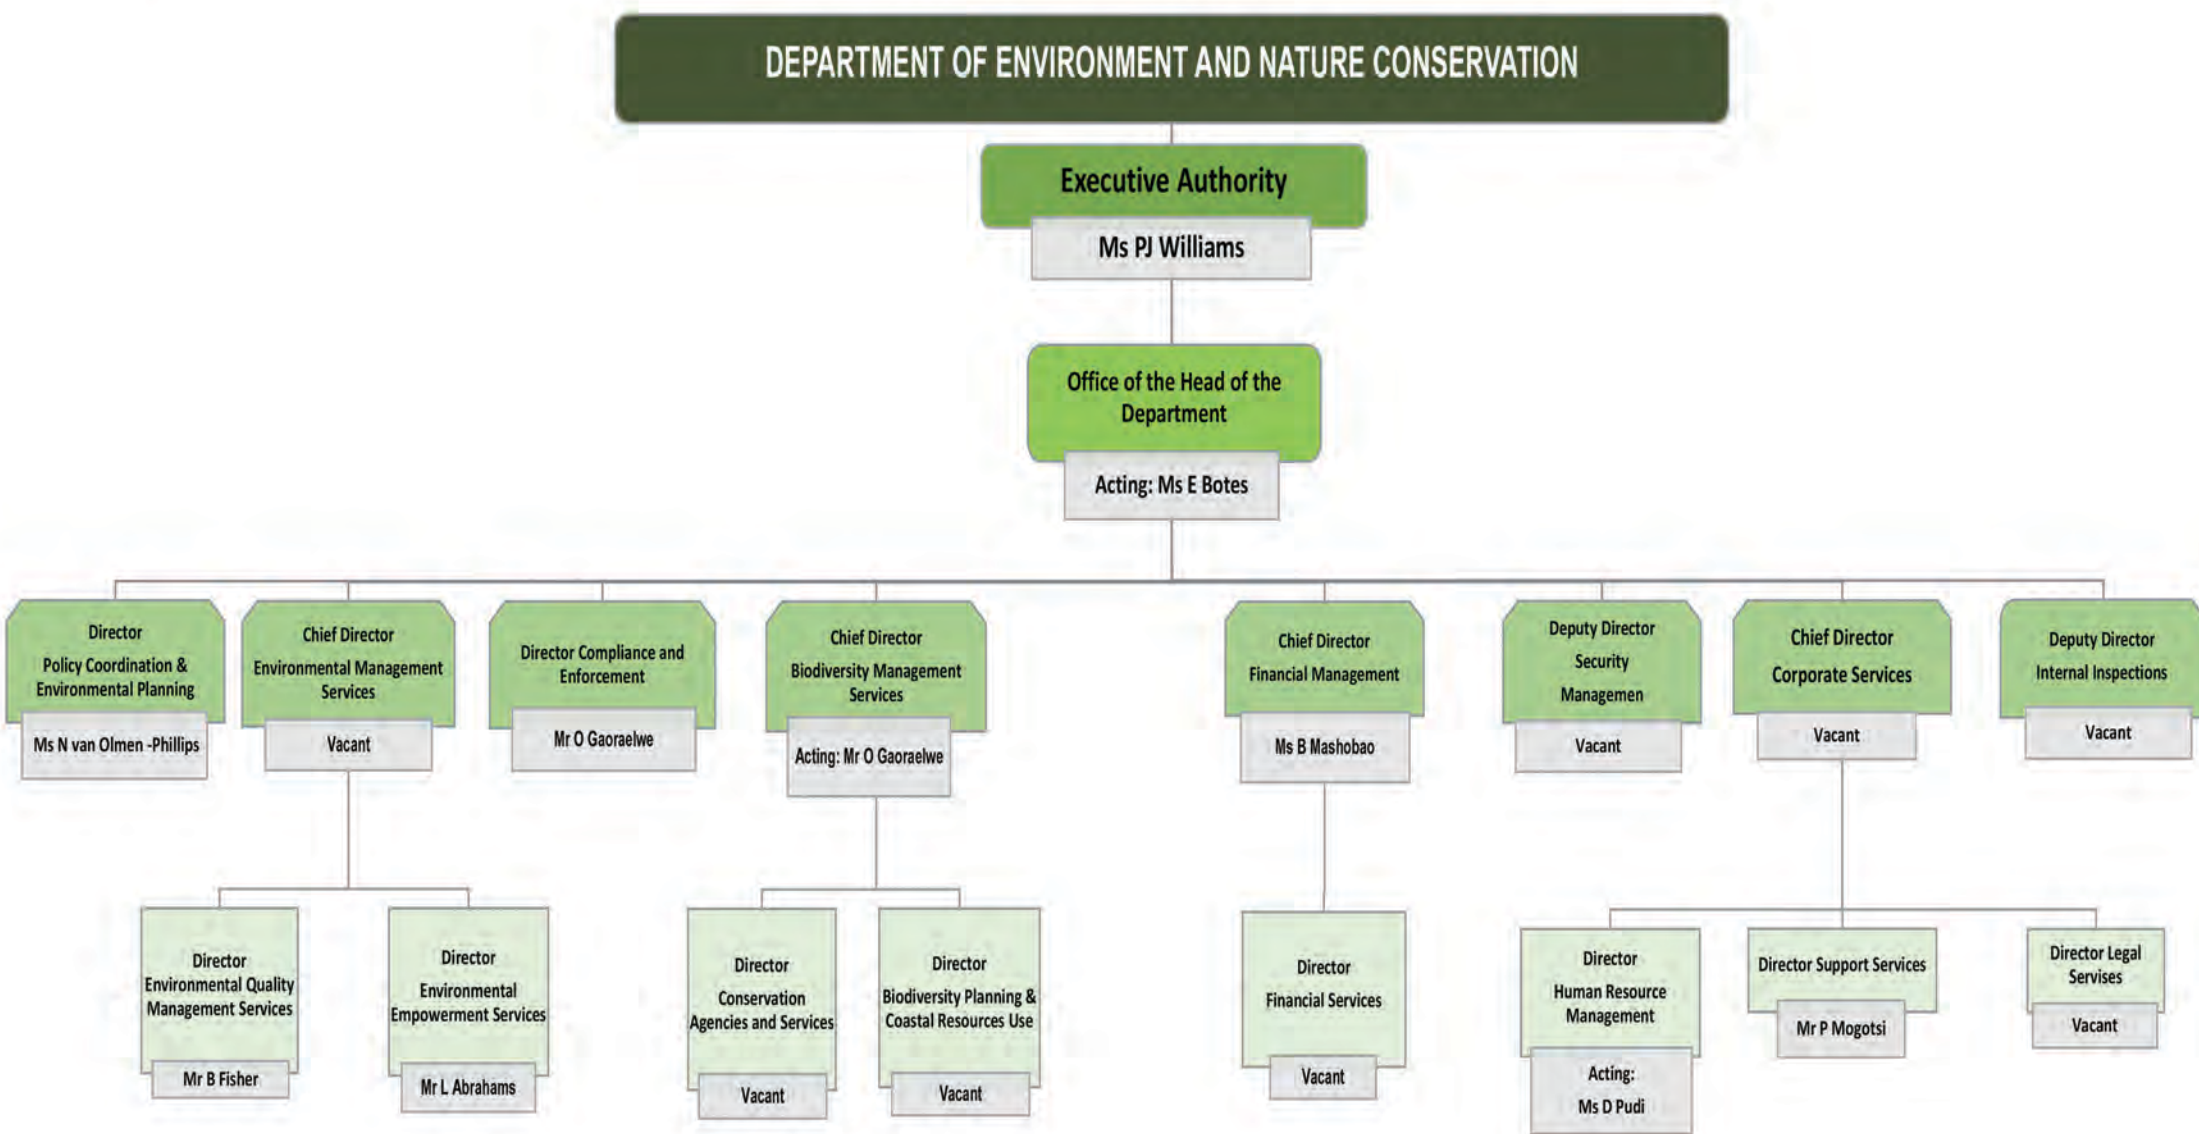 DEPARTMENT OF ENVIRONMENT AND NATURE CONSERVATION
Executive Authority
Ms PJ Williams
Office of the Head of the
Department
Acting: Ms E Botes
Director
Policy Coordination &
Environmental Planning
Ms N van Olmen -Phillips
Chief Director
Environmental Management
Services
Vacant
Director Compliance and
Enforcement
Mr O Gaoraelwe
Chief Director
Biodiversity Management
Services
Acting: Mr O Gaoraelwe
Chief Director
Financial Management
Ms B Mashobao
Deputy Director
Security
Managemen
Vacant
Chief Director
Corporate Services
Vacant
Deputy Director
Internal Inspections
Vacant
Director
Environmental Quality
Management Services
Mr B Fisher
Director
Environmental
Empowerment Services
Mr L Abrahams
Director
Conservation
Agencies and Services
Vacant
Director
Biodiversity Planning &
Coastal Resources Use
Vacant
Director
Financial Services
Vacant
Director
Human Resource
Management
Acting:
Ms D Pudi
Director Support Services
Mr P Mogotsi
Director Legal
Servises
Vacant